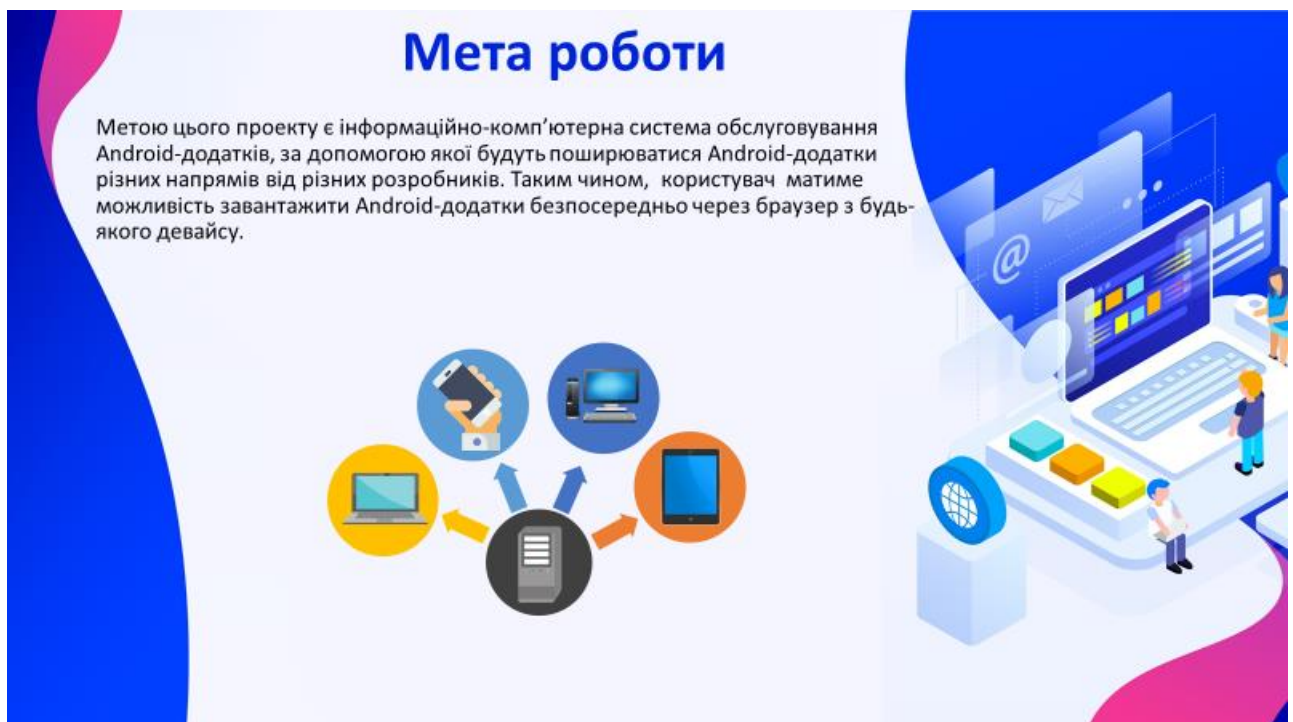 Мета роботи
Метою цього проекту є інформаційно-комп’ютерна система обслуговування
Android-додатків, за допомогою якої будуть поширюватися Android-додатки
різних напрямів від різних розробників. Таким чином, користувач матиме
можливість завантажити Android-додатки безпосередньо через браузер з будь-
якого девайсу.
@